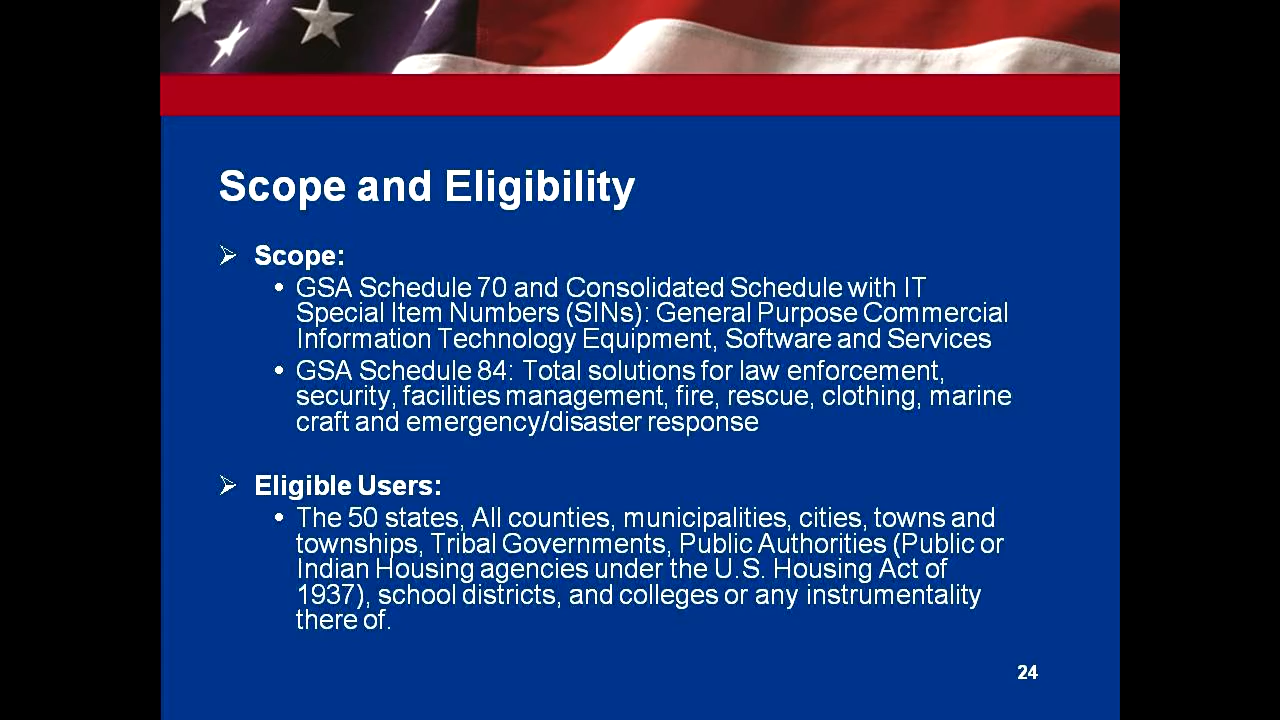 Scope and Eligibility
➢ Scope:
• GSA Schedule 70 and Consolidated Schedule with IT
Special Item Numbers (SINs): General Purpose Commercial
Information Technology Equipment, Software and Services
• GSA Schedule 84: Total solutions for law enforcement,
security, facilities management, fire, rescue, clothing, marine
craft and emergency/disaster response
➢ Eligible Users:
• The 50 states, All counties, municipalities, cities, towns and
townships, Tribal Governments, Public Authorities (Public or
Indian Housing agencies under the U.S. Housing Act of
1937), school districts, and colleges or any instrumentality
there of.
24